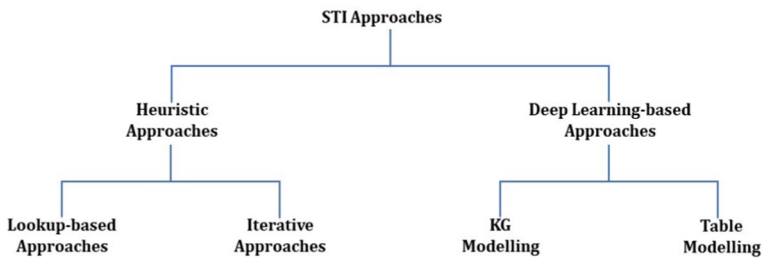 STI Approaches
Heuristic
Approaches
Deep Learning-based
Approaches
Lookup-based
Approaches
Iterative
Approaches
KG
Modelling
Table
Modelling